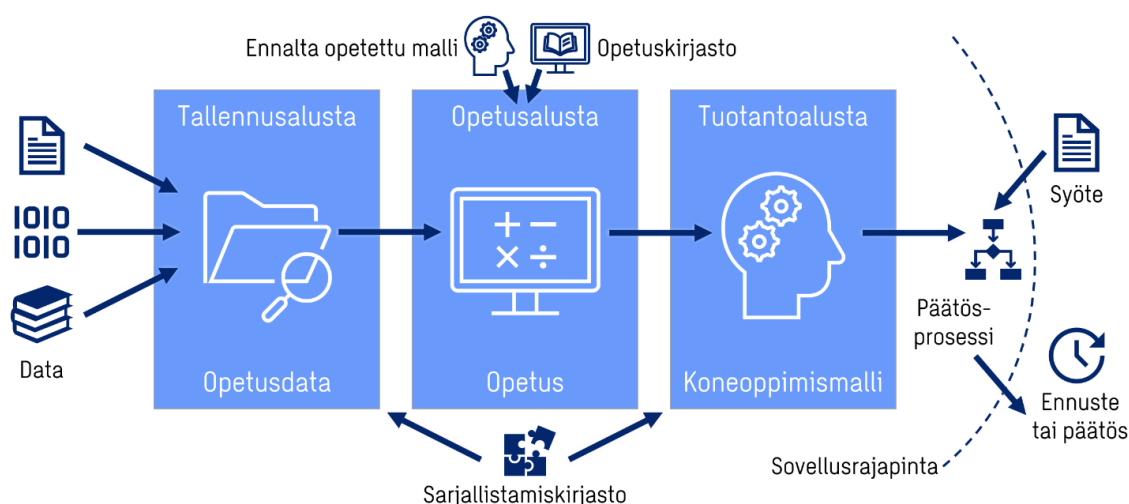 Ennalta opetettu malli
Opetuskirjasto
Tallennusalusta
Opetusalusta
Tuotantoalusta
1010
1010
Data
+ −
× ÷
Syöte
Päätös-
prosessi
Opetusdata
Opetus
Koneoppimismalli
Ennuste
tai päätös
Sovellusrajapinta
Sarjallistamiskirjasto